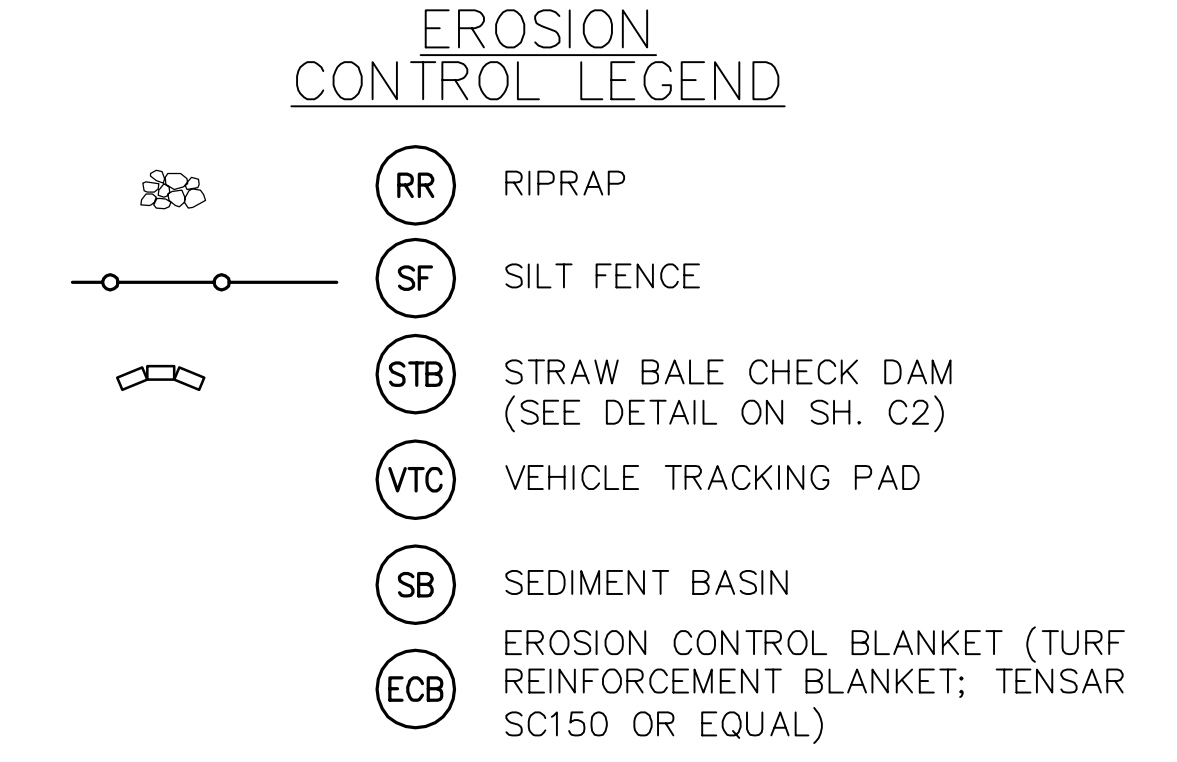 EROSION
CONTROL LEGEND
RR RIPRAP
SF SILT FENCE
STB STRAW BALE CHECK DAM
(SEE DETAIL ON SH. C2)
VTC VEHICLE TRACKING PAD
SB SEDIMENT BASIN
EROSION CONTROL BLANKET (TURF
ECB REINFORCEMENT BLANKET; TENSAR
SC150 OR EQUAL)